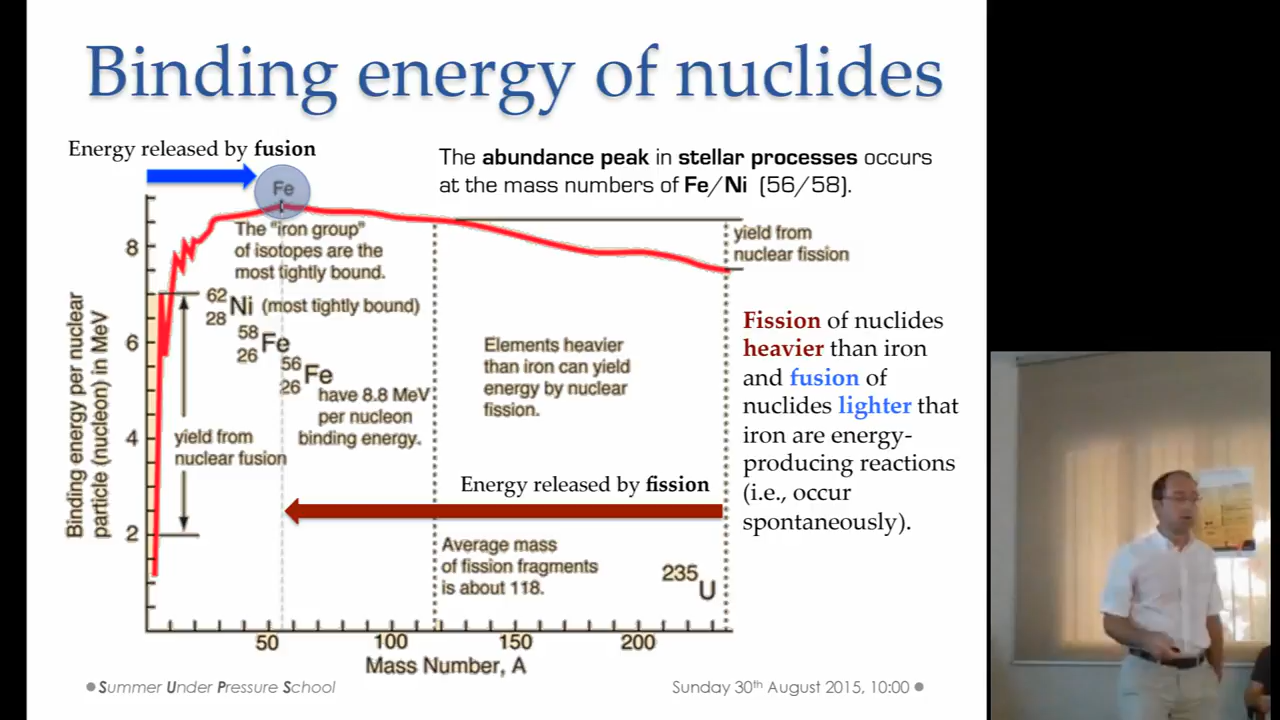 Binding energy of nuclides
Energy released by fusion
The abundance peak in stellar processes occurs
at the mass numbers of Fe/Ni (56/58).
Fe
The "iron group"
of isotopes are the
most tightly bound.
62
28
Ni (most tightly bound)
58
26
Fe
56
26
Fe
have 8.8 MeV
per nucleon
binding energy.
yield from
nuclear fusion
yield from
nuclear fission
Elements heavier
than iron can yield
energy by nuclear
fission.
Energy released by fission
Average mass
of fission fragments
is about 118.
235
U
Fission of nuclides
heavier than iron
and fusion of
nuclides lighter that
iron are energy-
producing reactions
(i.e., occur
spontaneously).
Binding energy per nuclear
particle (nucleon) in MeV
8
6
4
2
50
100
150
200
Mass Number, A
Summer Under Pressure School
Sunday 30th August 2015, 10:00